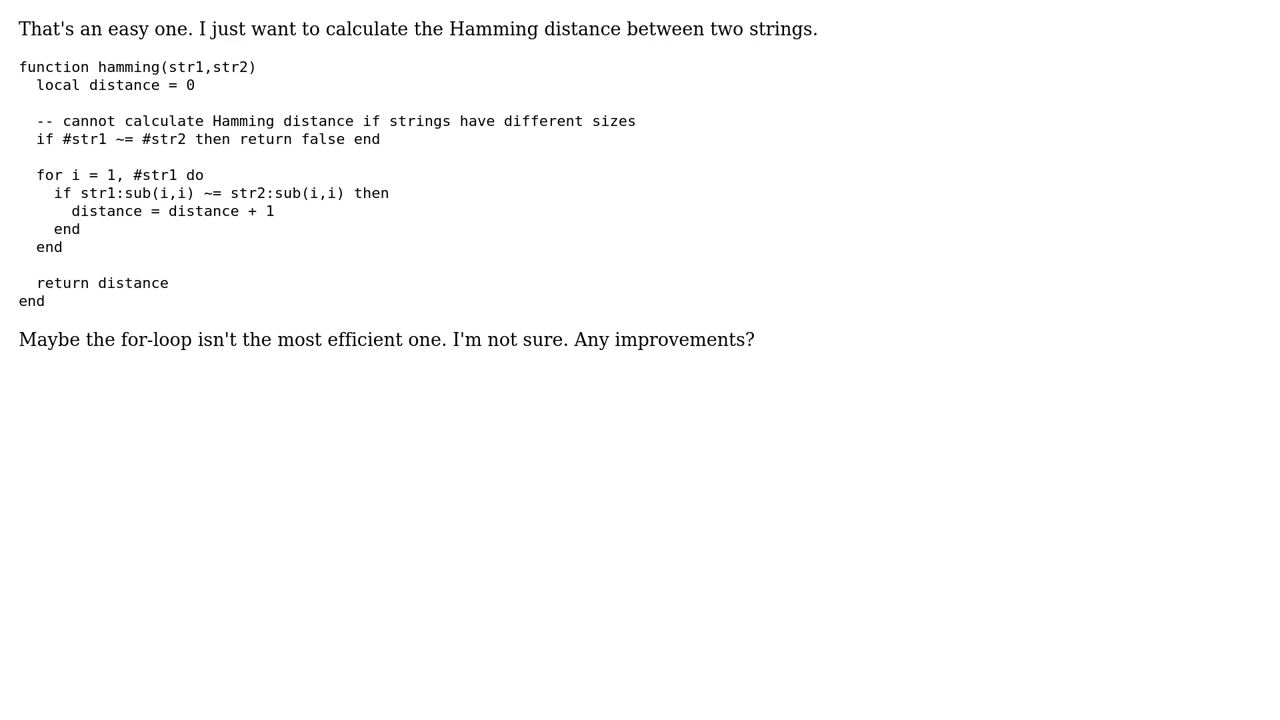 That's an easy one. I just want to calculate the Hamming distance between two strings.
function hamming(str1,str2)
  local distance = 0
  -- cannot calculate Hamming distance if strings have different sizes
  if #str1 ~= #str2 then return false end
  for i = 1, #str1 do
    if str1:sub(i,i) ~= str2:sub(i,i) then
      distance = distance + 1
    end
  end
  return distance
end
Maybe the for-loop isn't the most efficient one. I'm not sure. Any improvements?